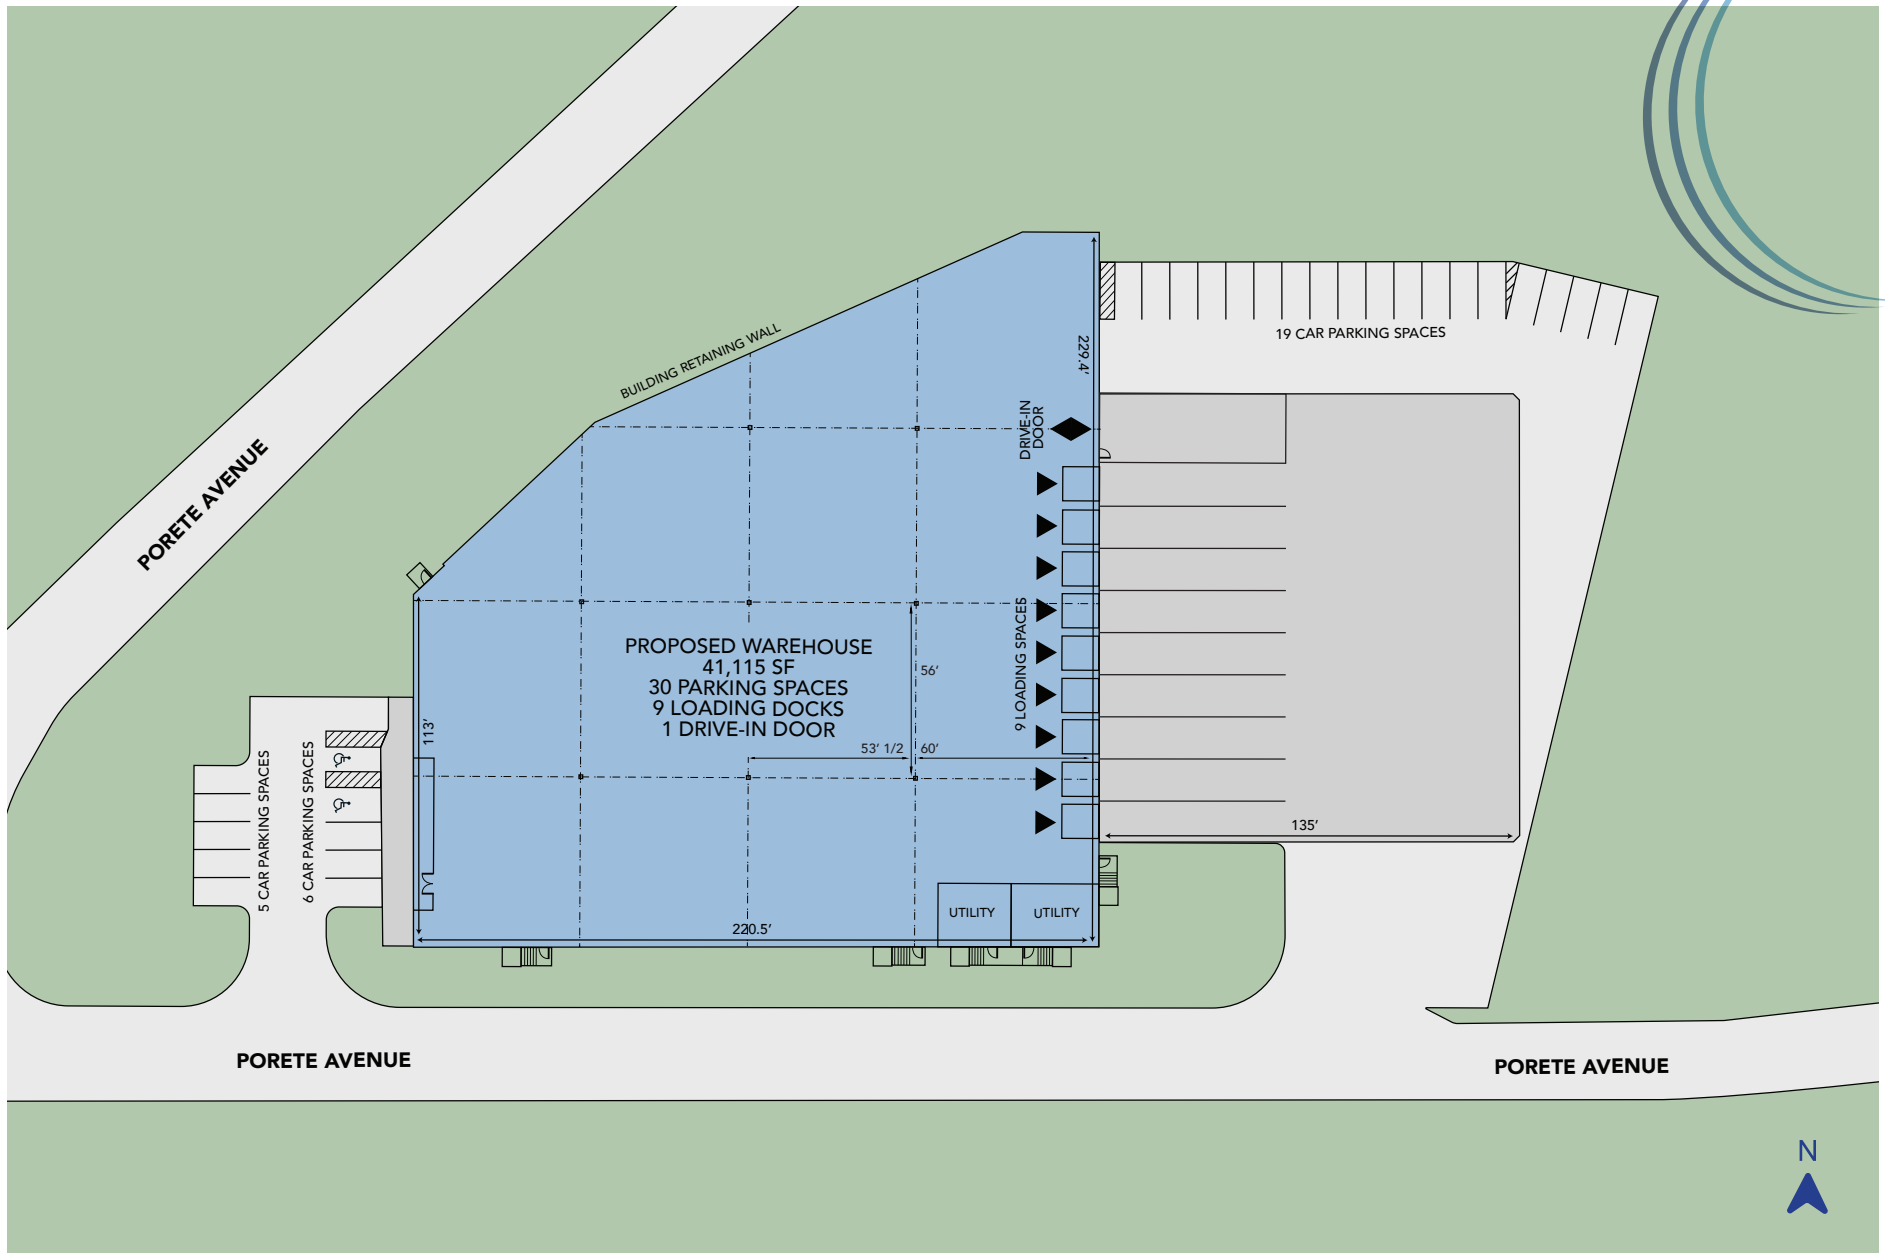 BUILDING RETAINING WALL
229.4'
19 CAR PARKING SPACES
DRIVE-IN
DOOR
PORETE AVENUE
9 LOADING SPACES
PROPOSED WAREHOUSE
41,115 SF
30 PARKING SPACES
9 LOADING DOCKS
1 DRIVE-IN DOOR
56'
53' 1/2
60'
113'
5 CAR PARKING SPACES
6 CAR PARKING SPACES
135'
UTILITY
UTILITY
220.5'
PORETE AVENUE
PORETE AVENUE
N